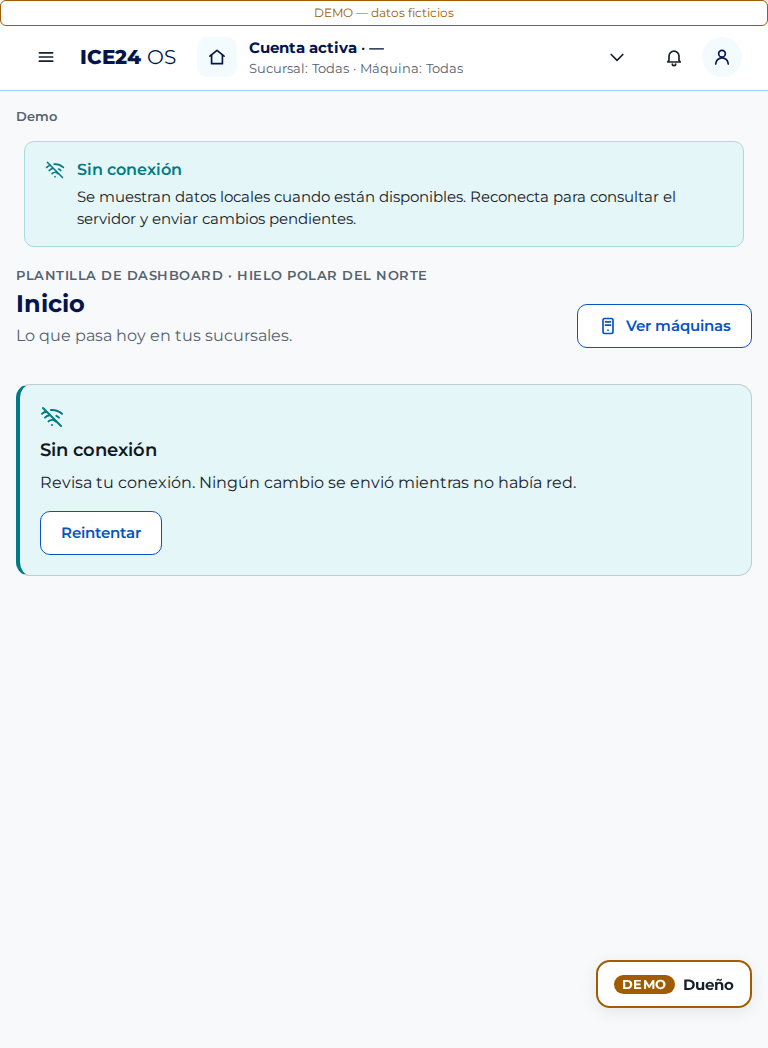 DEMO — datos ficticios
ICE24 OS
Cuenta activa · —
Sucursal: Todas · Máquina: Todas
Demo
Sin conexión
Se muestran datos locales cuando están disponibles. Reconecta para consultar el
servidor y enviar cambios pendientes.
PLANTILLA DE DASHBOARD · HIELO POLAR DEL NORTE
Inicio
Lo que pasa hoy en tus sucursales.
Ver máquinas
Sin conexión
Revisa tu conexión. Ningún cambio se envió mientras no había red.
Reintentar
DEMO Dueño